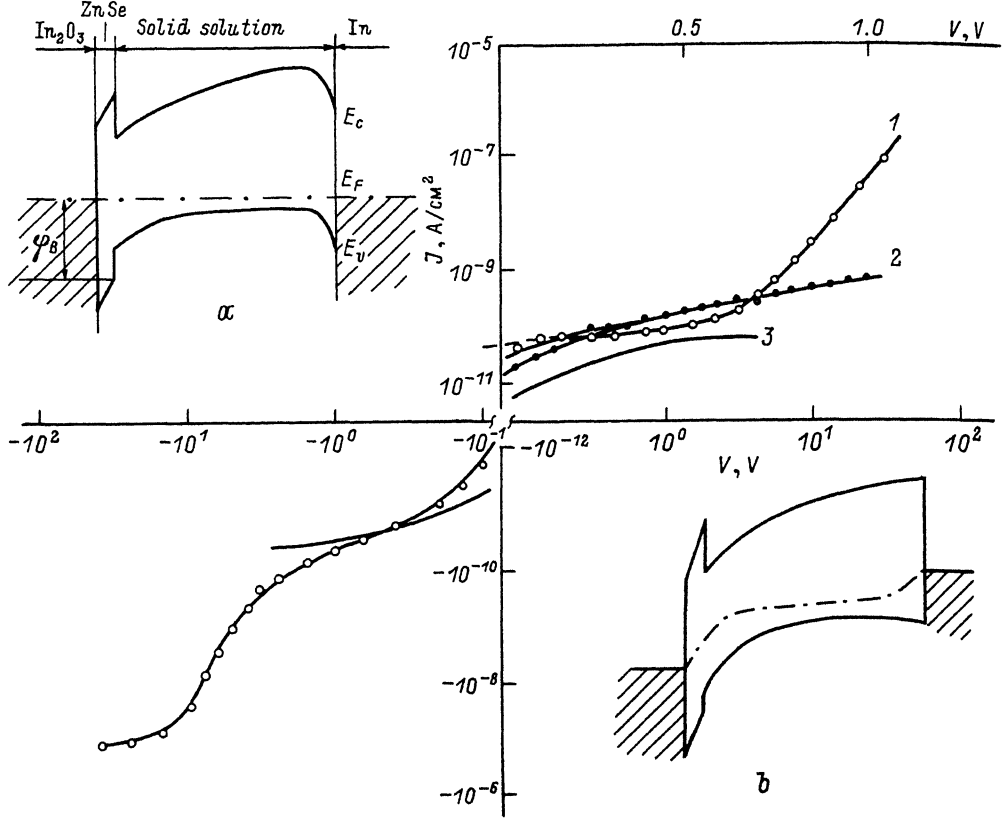 ZnSe
In₂O₃ Solid solution In
E_c
E_F
φ_B
E_v
a
10⁻⁵ 0.5 1.0 V, V
1
10⁻⁷
J, A/см²
10⁻⁹ 2
3
10⁻¹¹
-10² -10¹ -10⁰ -10⁻¹ -10⁻¹² 10⁰ 10¹ 10²
V, V
-10⁻¹⁰
-10⁻⁸
-10⁻⁶
b